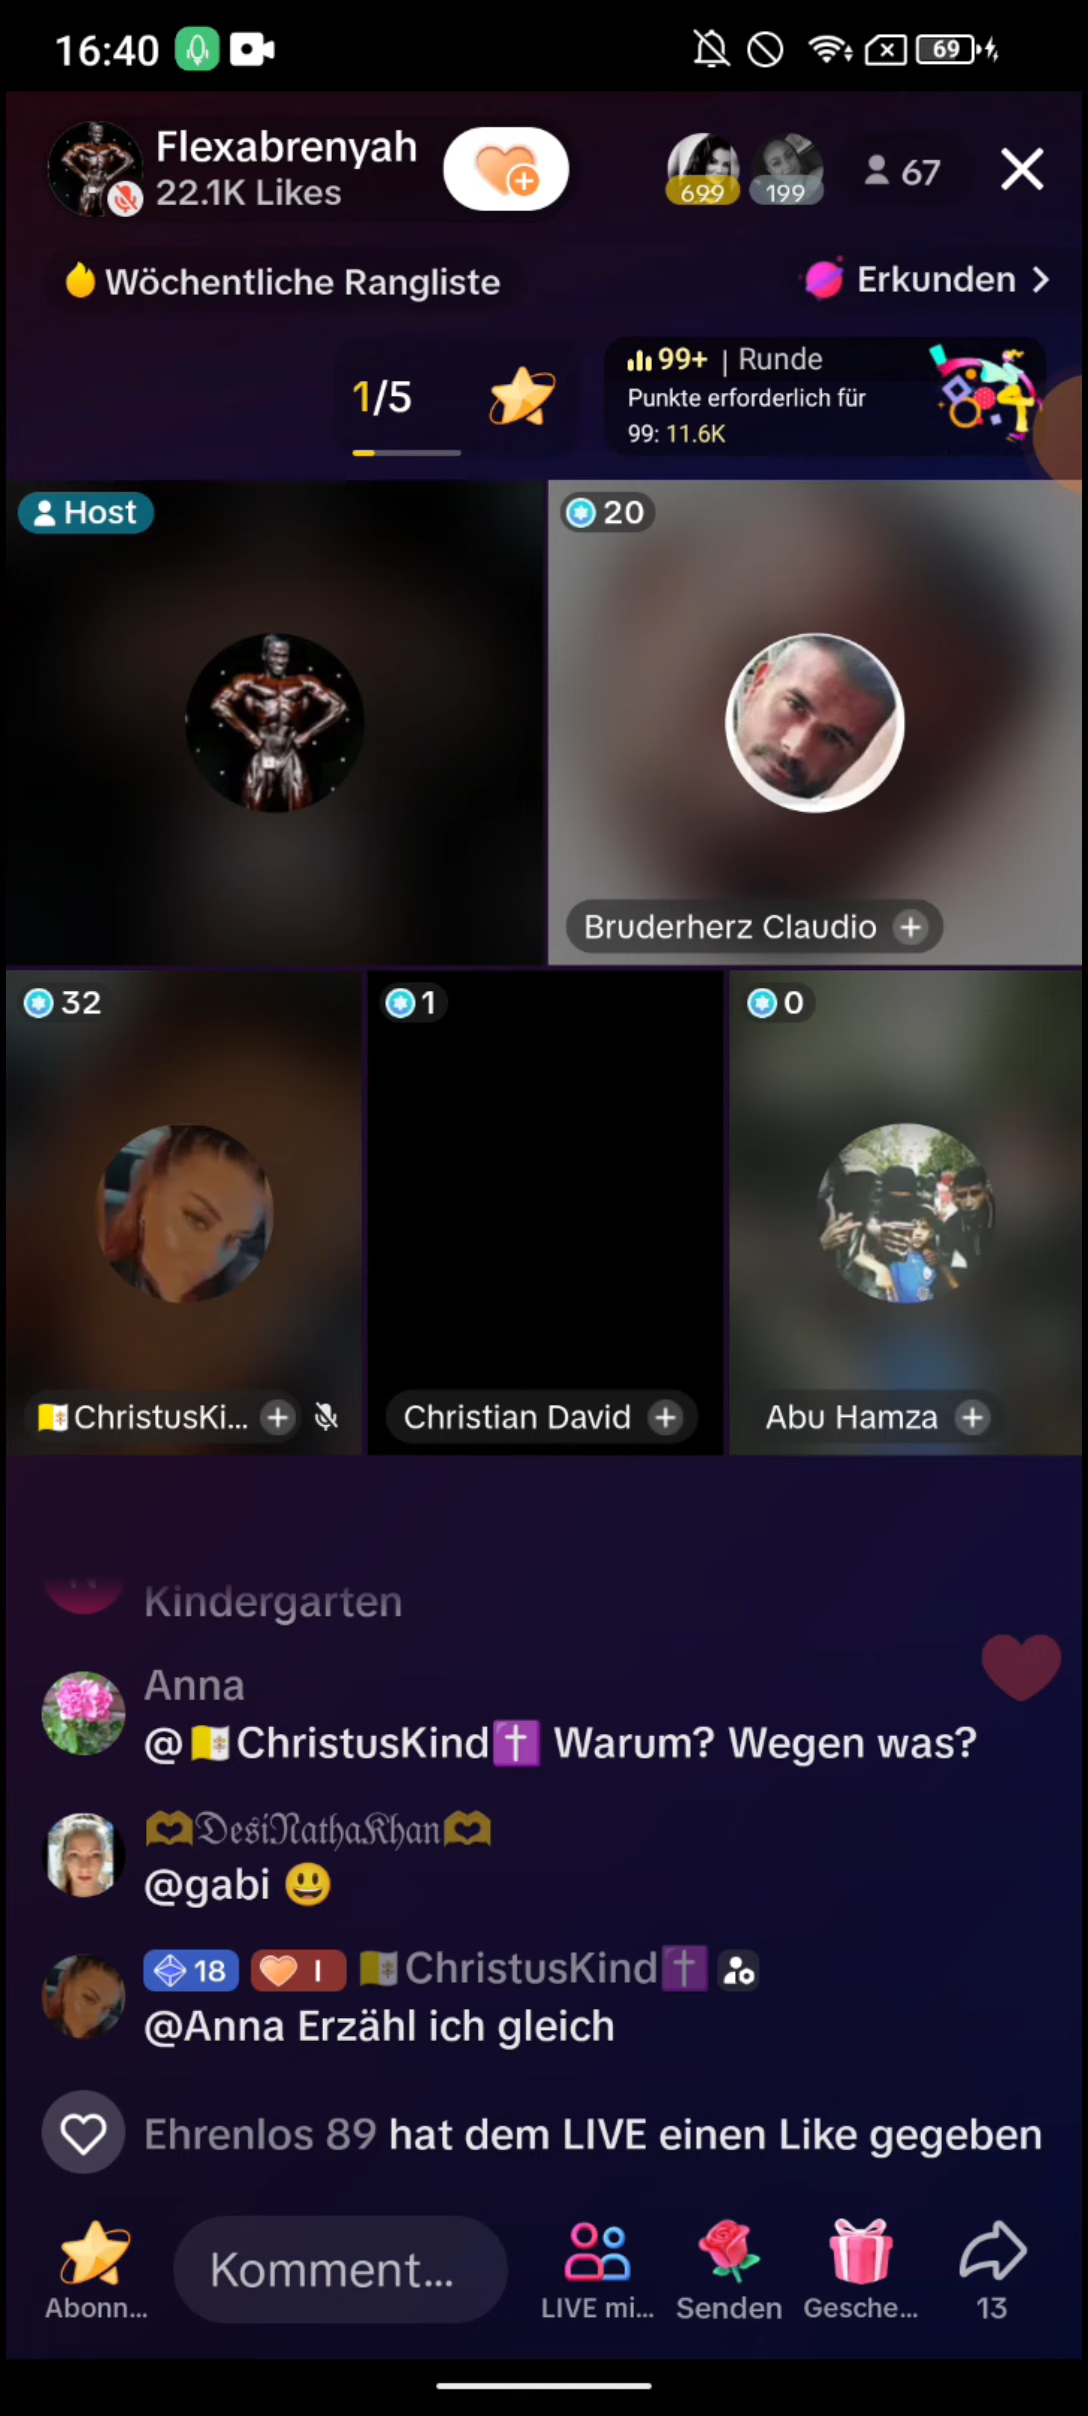 16:40
69
Flexabrenyah
22.1K Likes
699
199
67
Wöchentliche Rangliste
Erkunden
1/5
99+ | Runde
Punkte erforderlich für
99: 11.6K
Host
20
Bruderherz Claudio
32
1
0
ChristusKi...
Christian David
Abu Hamza
Kindergarten
Anna
@🇻🇦ChristusKind✝️ Warum? Wegen was?
🫶𝔇𝔢𝔰𝔦𝔑𝔞𝔱𝔥𝔞𝔎𝔥𝔞𝔫🫶
@gabi 😃
18 I 🇻🇦ChristusKind✝️
@Anna Erzähl ich gleich
Ehrenlos 89 hat dem LIVE einen Like gegeben
Komment...
Abonn...
LIVE mi...
Senden
Gesche...
13